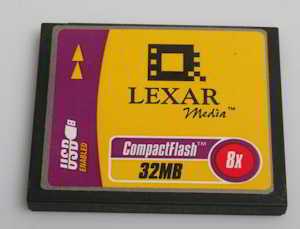 LEXAR
Media™
USB
ENABLED
CompactFlash™
32MB
8x